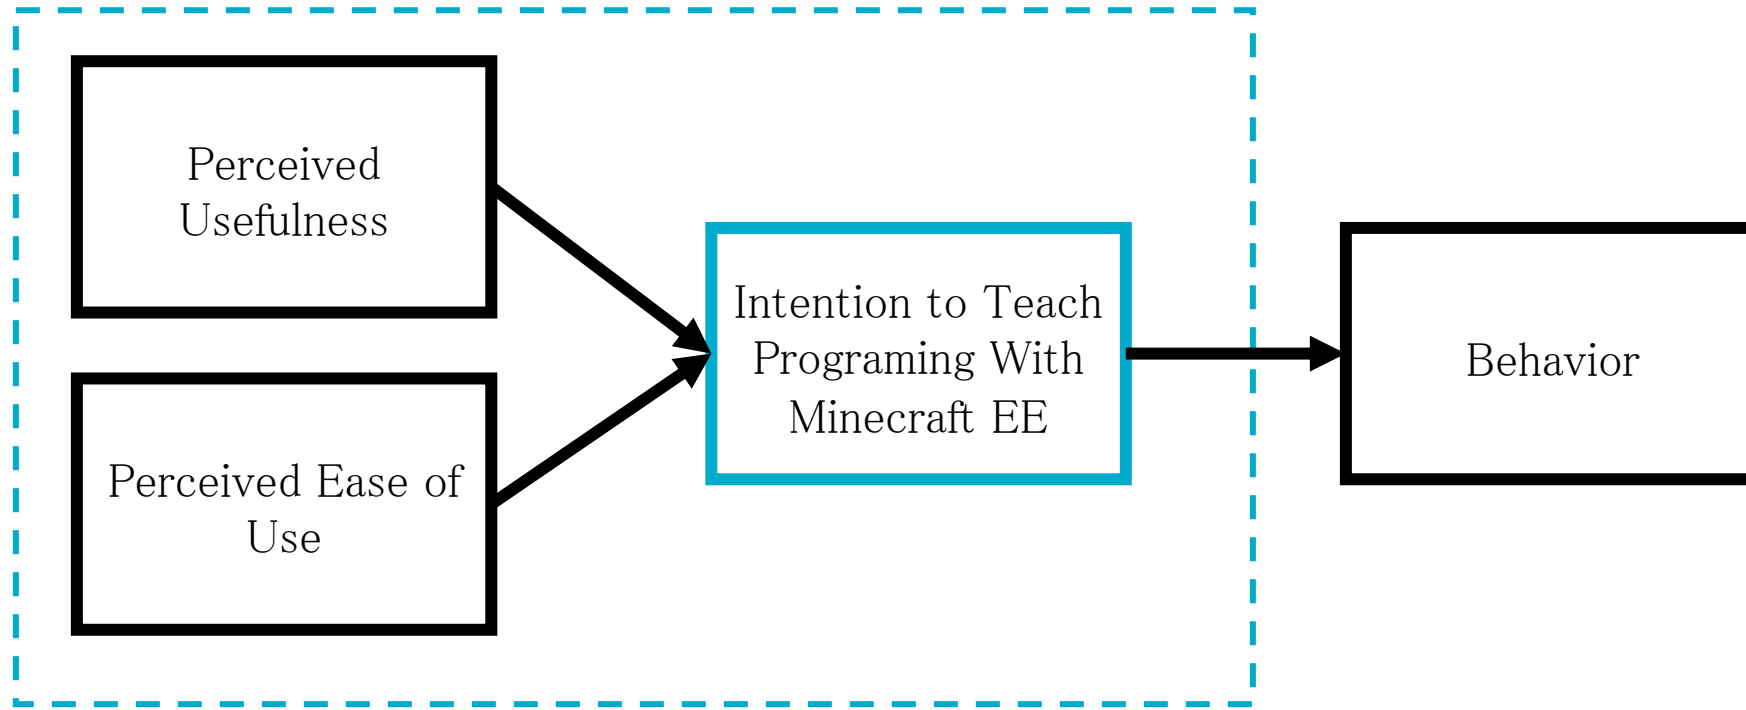 Perceived
Usefulness
Perceived Ease of
Use
Intention to Teach
Programing With
Minecraft EE
Behavior